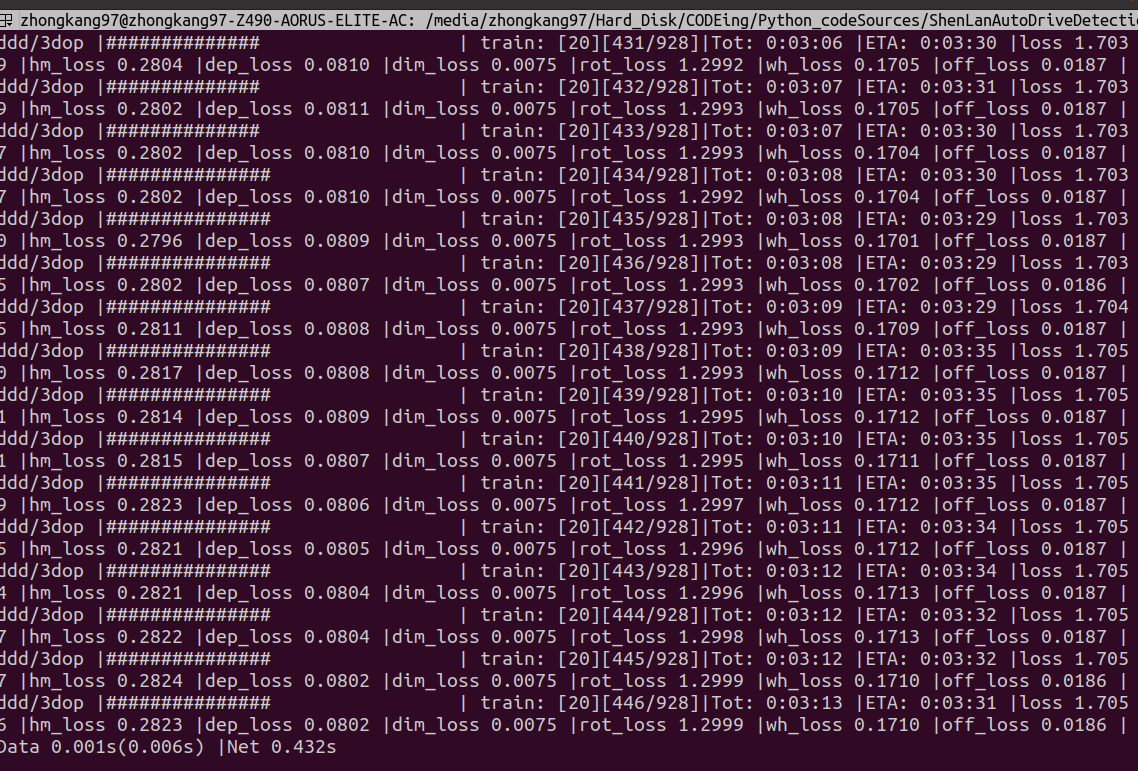 zhongkang97@zhongkang97-Z490-AORUS-ELITE-AC: /media/zhongkang97/Hard_Disk/CODEing/Python_codeSources/ShenLanAutoDriveDetectio
ddd/3dop |############## | train: [20][431/928]|Tot: 0:03:06 |ETA: 0:03:30 |loss 1.703
9 |hm_loss 0.2804 |dep_loss 0.0810 |dim_loss 0.0075 |rot_loss 1.2992 |wh_loss 0.1705 |off_loss 0.0187 |
ddd/3dop |############## | train: [20][432/928]|Tot: 0:03:07 |ETA: 0:03:31 |loss 1.703
9 |hm_loss 0.2802 |dep_loss 0.0811 |dim_loss 0.0075 |rot_loss 1.2993 |wh_loss 0.1705 |off_loss 0.0187 |
ddd/3dop |############## | train: [20][433/928]|Tot: 0:03:07 |ETA: 0:03:30 |loss 1.703
7 |hm_loss 0.2802 |dep_loss 0.0810 |dim_loss 0.0075 |rot_loss 1.2993 |wh_loss 0.1704 |off_loss 0.0187 |
ddd/3dop |############### | train: [20][434/928]|Tot: 0:03:08 |ETA: 0:03:30 |loss 1.703
7 |hm_loss 0.2802 |dep_loss 0.0810 |dim_loss 0.0075 |rot_loss 1.2992 |wh_loss 0.1704 |off_loss 0.0187 |
ddd/3dop |############### | train: [20][435/928]|Tot: 0:03:08 |ETA: 0:03:29 |loss 1.703
0 |hm_loss 0.2796 |dep_loss 0.0809 |dim_loss 0.0075 |rot_loss 1.2993 |wh_loss 0.1701 |off_loss 0.0187 |
ddd/3dop |############### | train: [20][436/928]|Tot: 0:03:08 |ETA: 0:03:29 |loss 1.703
5 |hm_loss 0.2802 |dep_loss 0.0807 |dim_loss 0.0075 |rot_loss 1.2993 |wh_loss 0.1702 |off_loss 0.0186 |
ddd/3dop |############### | train: [20][437/928]|Tot: 0:03:09 |ETA: 0:03:29 |loss 1.704
5 |hm_loss 0.2811 |dep_loss 0.0808 |dim_loss 0.0075 |rot_loss 1.2993 |wh_loss 0.1709 |off_loss 0.0187 |
ddd/3dop |############### | train: [20][438/928]|Tot: 0:03:09 |ETA: 0:03:35 |loss 1.705
0 |hm_loss 0.2817 |dep_loss 0.0808 |dim_loss 0.0075 |rot_loss 1.2993 |wh_loss 0.1712 |off_loss 0.0187 |
ddd/3dop |############### | train: [20][439/928]|Tot: 0:03:10 |ETA: 0:03:35 |loss 1.705
1 |hm_loss 0.2814 |dep_loss 0.0809 |dim_loss 0.0075 |rot_loss 1.2995 |wh_loss 0.1712 |off_loss 0.0187 |
ddd/3dop |############### | train: [20][440/928]|Tot: 0:03:10 |ETA: 0:03:35 |loss 1.705
1 |hm_loss 0.2815 |dep_loss 0.0807 |dim_loss 0.0075 |rot_loss 1.2995 |wh_loss 0.1711 |off_loss 0.0187 |
ddd/3dop |############### | train: [20][441/928]|Tot: 0:03:11 |ETA: 0:03:35 |loss 1.705
9 |hm_loss 0.2823 |dep_loss 0.0806 |dim_loss 0.0075 |rot_loss 1.2997 |wh_loss 0.1712 |off_loss 0.0187 |
ddd/3dop |############### | train: [20][442/928]|Tot: 0:03:11 |ETA: 0:03:34 |loss 1.705
5 |hm_loss 0.2821 |dep_loss 0.0805 |dim_loss 0.0075 |rot_loss 1.2996 |wh_loss 0.1712 |off_loss 0.0187 |
ddd/3dop |############### | train: [20][443/928]|Tot: 0:03:12 |ETA: 0:03:34 |loss 1.705
4 |hm_loss 0.2821 |dep_loss 0.0804 |dim_loss 0.0075 |rot_loss 1.2996 |wh_loss 0.1713 |off_loss 0.0187 |
ddd/3dop |############### | train: [20][444/928]|Tot: 0:03:12 |ETA: 0:03:32 |loss 1.705
7 |hm_loss 0.2822 |dep_loss 0.0804 |dim_loss 0.0075 |rot_loss 1.2998 |wh_loss 0.1713 |off_loss 0.0187 |
ddd/3dop |############### | train: [20][445/928]|Tot: 0:03:12 |ETA: 0:03:32 |loss 1.705
7 |hm_loss 0.2824 |dep_loss 0.0802 |dim_loss 0.0075 |rot_loss 1.2999 |wh_loss 0.1710 |off_loss 0.0186 |
ddd/3dop |############### | train: [20][446/928]|Tot: 0:03:13 |ETA: 0:03:31 |loss 1.705
6 |hm_loss 0.2823 |dep_loss 0.0802 |dim_loss 0.0075 |rot_loss 1.2999 |wh_loss 0.1710 |off_loss 0.0186 |
Data 0.001s(0.006s) |Net 0.432s